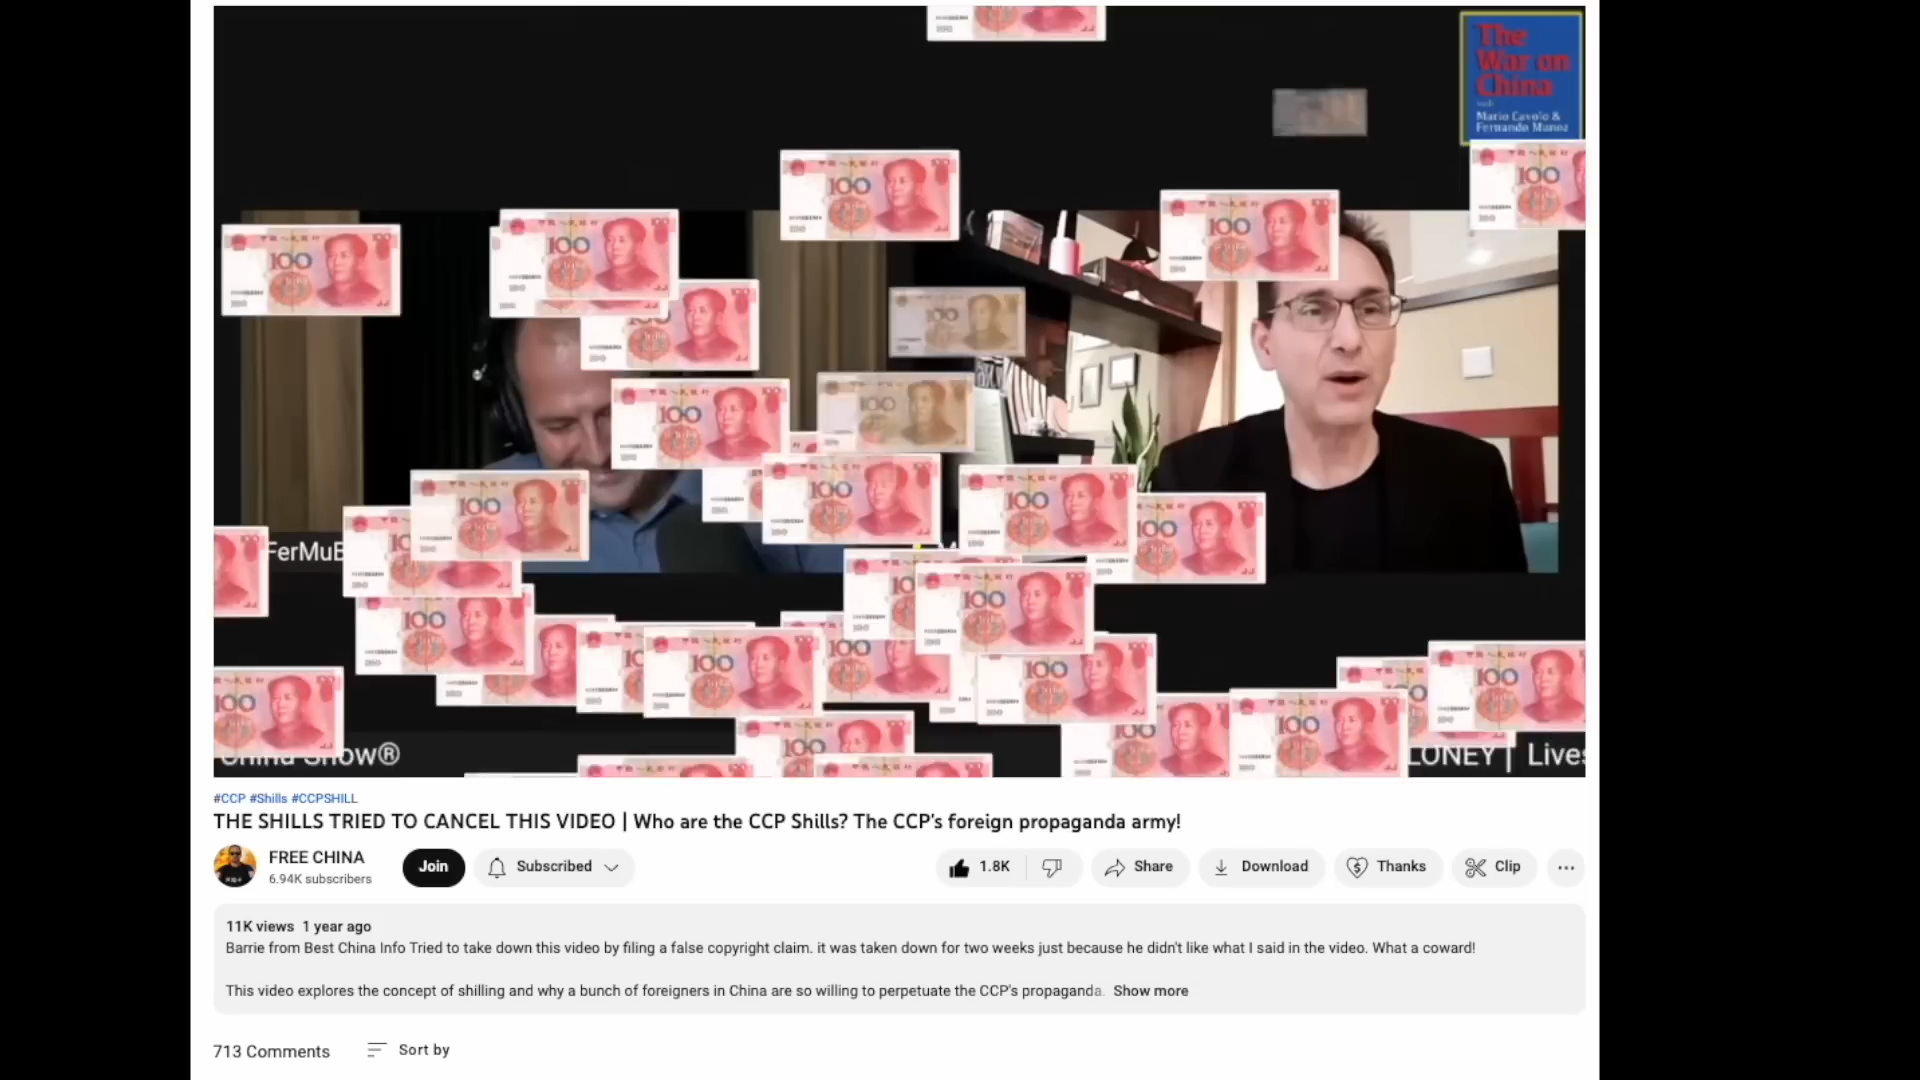 The
War on
China
with
Mario Cavolo &
Fernando Munoz
100
FerMuB
China Show®
LONEY | Lives
#CCP #Shills #CCPSHILL
THE SHILLS TRIED TO CANCEL THIS VIDEO | Who are the CCP Shills? The CCP's foreign propaganda army!
FREE CHINA
6.94K subscribers
Join
Subscribed
1.8K
Share
Download
Thanks
Clip
11K views 1 year ago
Barrie from Best China Info Tried to take down this video by filing a false copyright claim. it was taken down for two weeks just because he didn't like what I said in the video. What a coward!
This video explores the concept of shilling and why a bunch of foreigners in China are so willing to perpetuate the CCP's propaganda. Show more
713 Comments
Sort by